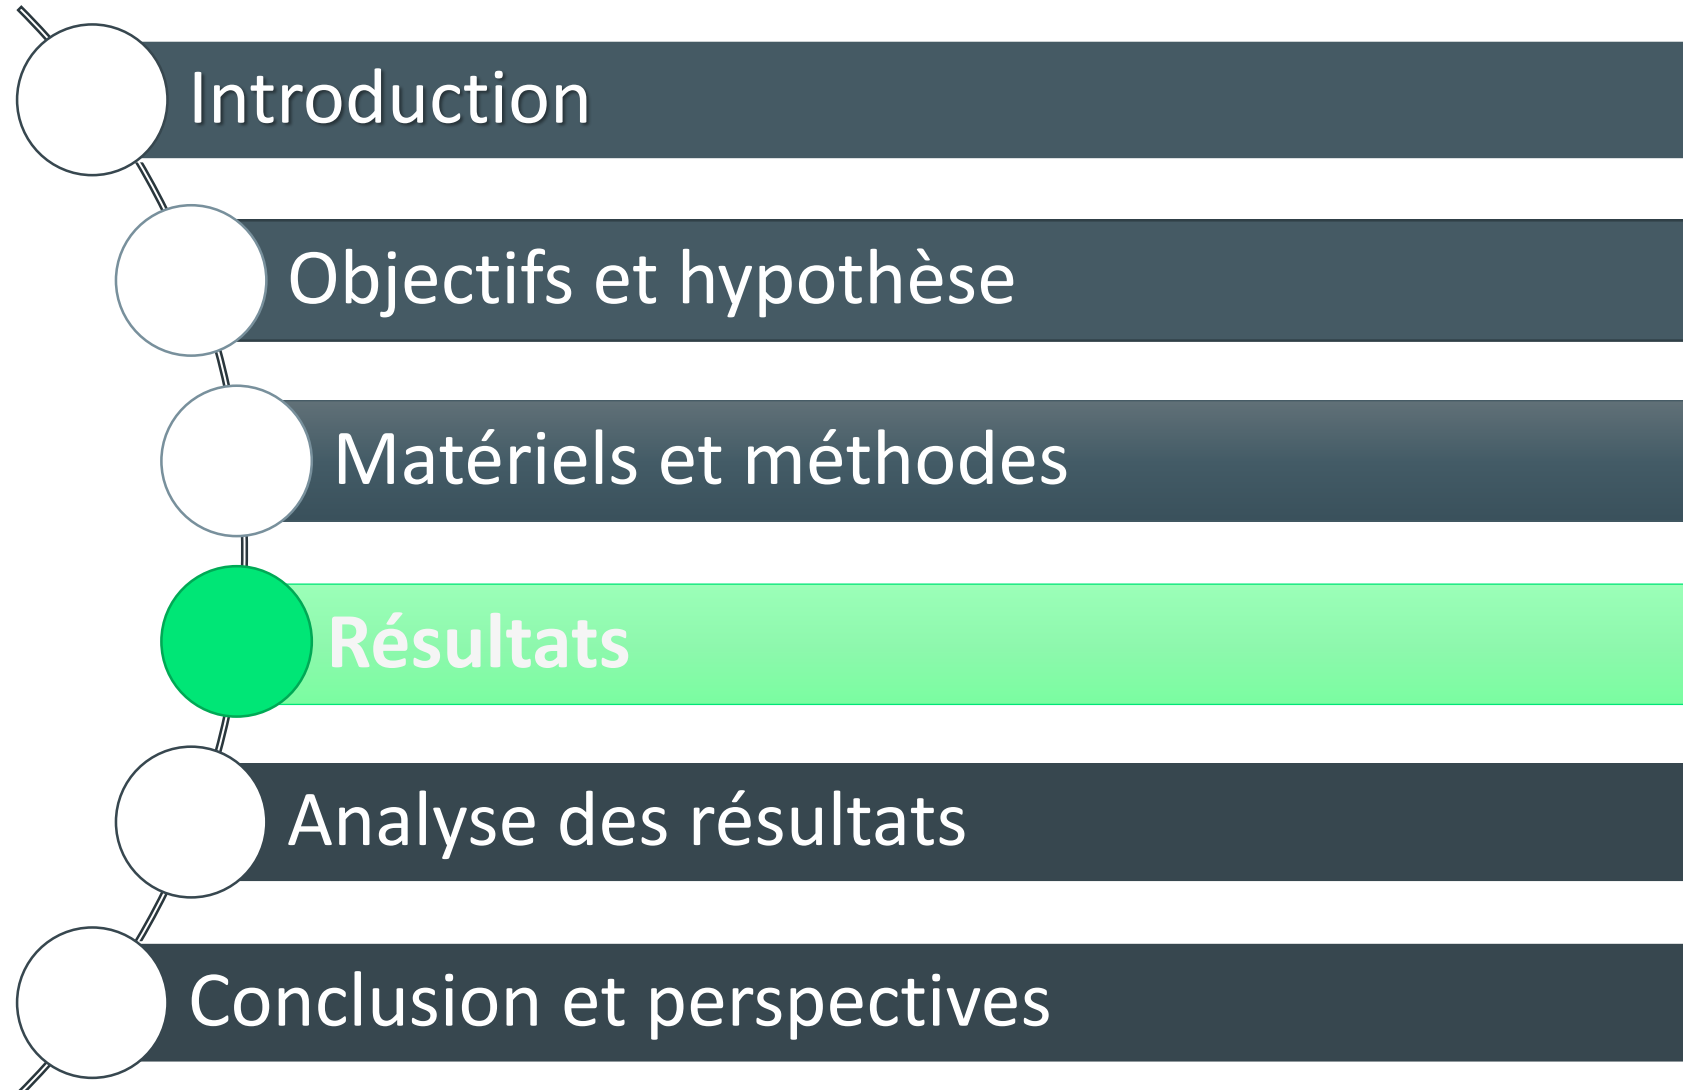 Introduction
Objectifs et hypothèse
Matériels et méthodes
Résultats
Analyse des résultats
Conclusion et perspectives